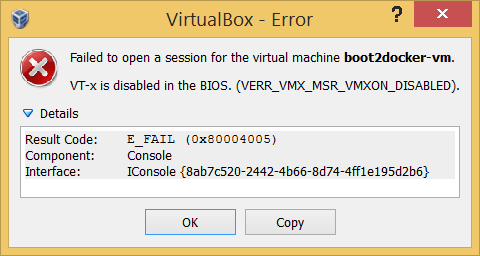 VirtualBox - Error
?
Failed to open a session for the virtual machine boot2docker-vm.
VT-x is disabled in the BIOS. (VERR_VMX_MSR_VMXON_DISABLED).
Details
Result Code: E_FAIL (0x80004005)
Component: Console
Interface: IConsole {8ab7c520-2442-4b66-8d74-4ff1e195d2b6}
OK Copy